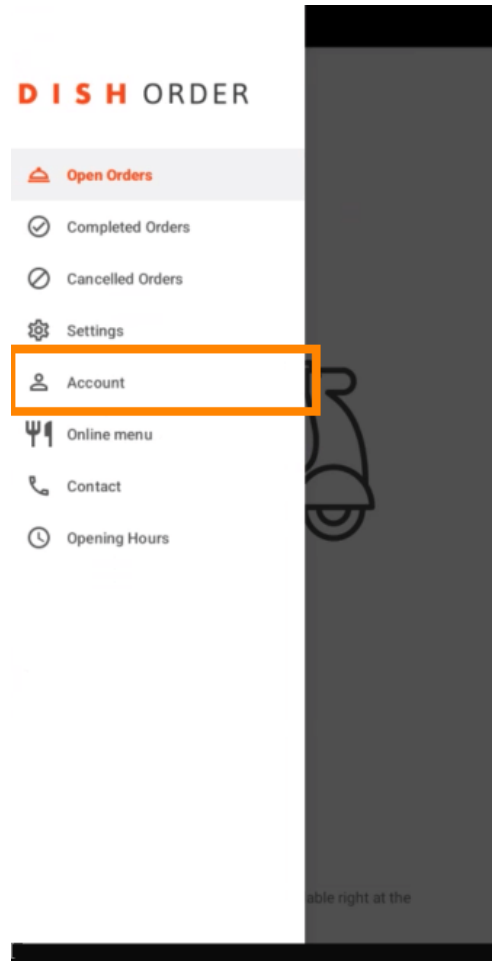 DISH ORDER
Open Orders
Completed Orders
Cancelled Orders
Settings
Account
Online menu
Contact
Opening Hours
able right at the